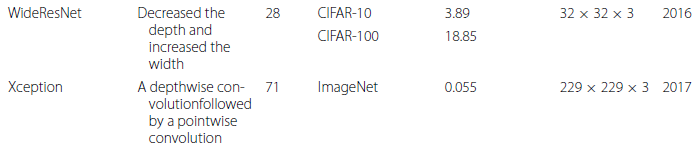 WideResNet Decreased the 28 CIFAR-10 3.89 32 × 32 × 3 2016
depth and CIFAR-100 18.85
increased the
width
Xception A depthwise con- 71 ImageNet 0.055 229 × 229 × 3 2017
volutionfollowed
by a pointwise
convolution